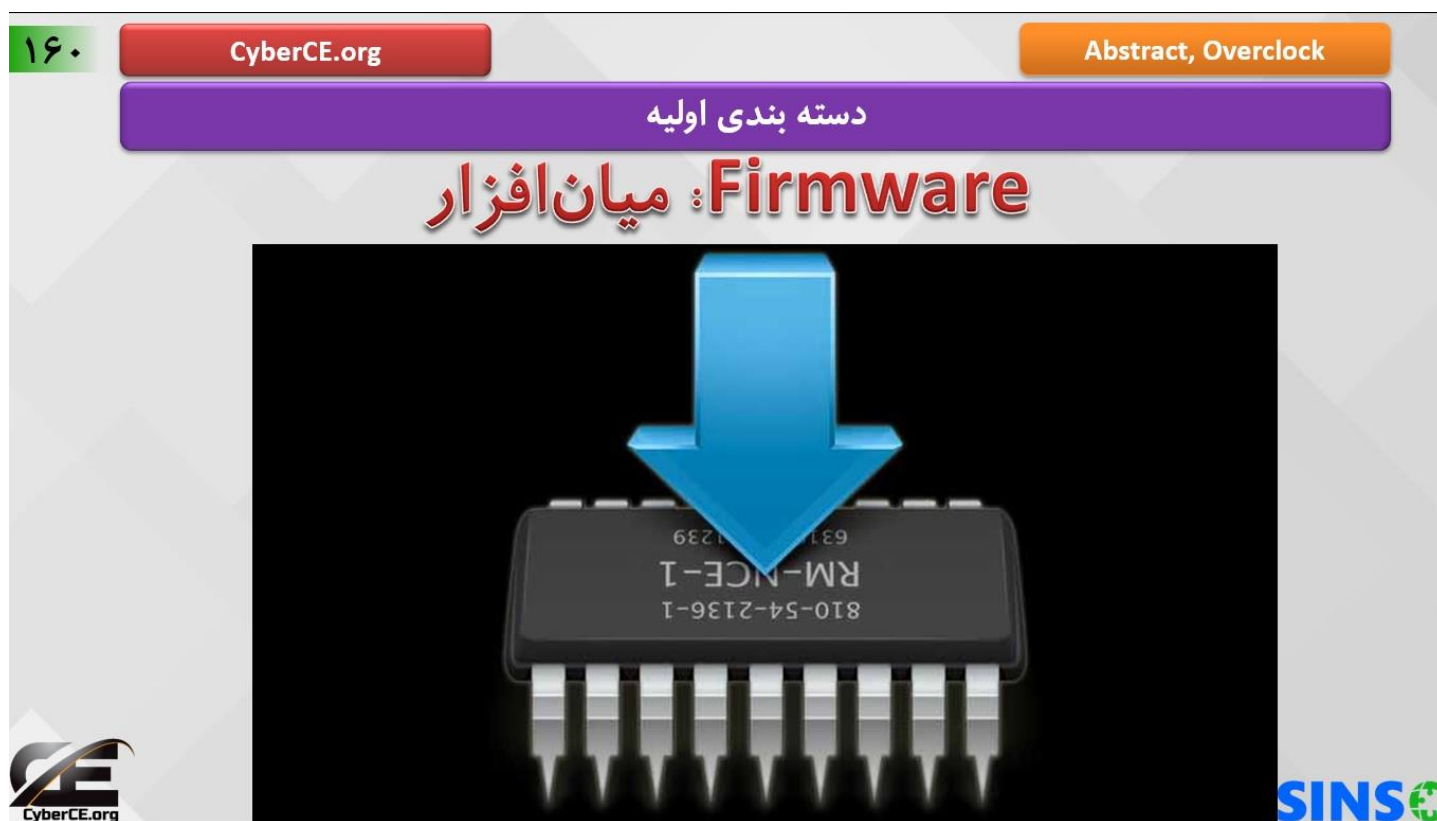 ۱۶۰
CyberCE.org
Abstract, Overclock
دسته بندی اولیه
Firmware: میان‌افزار
RM-NCE-1
810-54-2136-1
CE
CyberCE.org
SINS